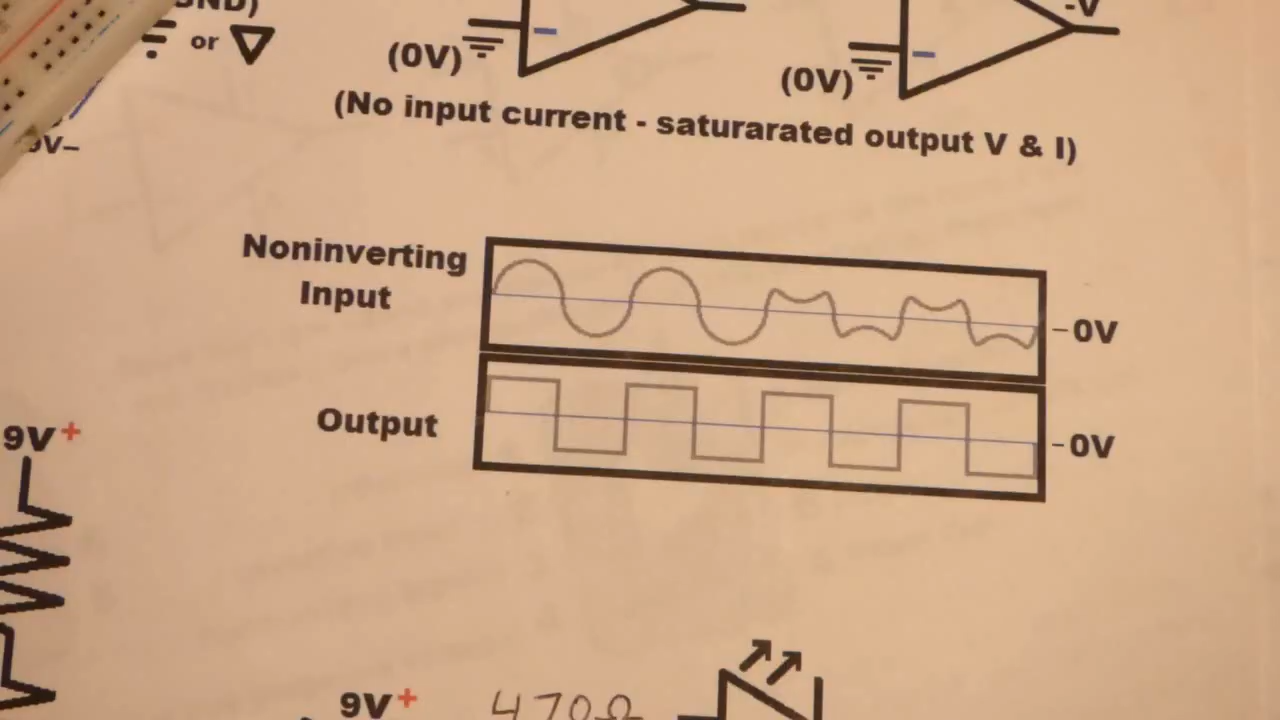 or
-V
(0V)
(0V)
(No input current - saturarated output V & I)
Noninverting
Input
-0V
Output
-0V
9V+
9V+
470Ω